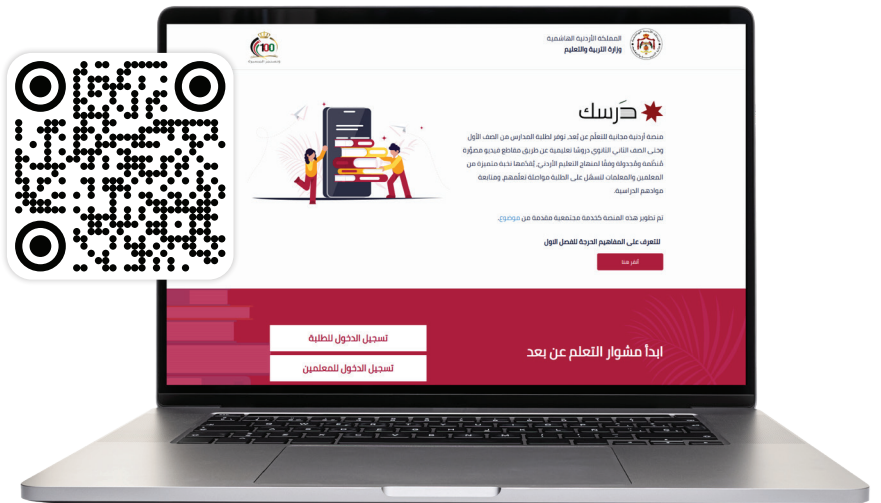 المملكة الأردنية الهاشمية
وزارة التربية والتعليم
100
دَرسك
منصة أردنية مجانية للتعلّم عن بُعد، توفر لطلبة المدارس من الصف الأول
وحتى الصف الثاني الثانوي دروسًا تعليمية عن طريق مقاطع فيديو مصوَّرة
مُنظّمة ومُجدولة وفقًا لمنهاج التعليم الأردنيّ، يُقدّمها نخبة متميزة من
المعلمين والمعلمات لتسهّل على الطلبة مواصلة تعلّمهم، ومتابعة
موادهم الدراسية.
تم تطوير هذه المنصة كخدمة مجتمعية مقدمة من موضوع.
للتعرف على المفاهيم الحرجة للفصل الاول
أنقر هنا
ابدأ مشوار التعلم عن بعد
تسجيل الدخول للطلبة
تسجيل الدخول للمعلمين